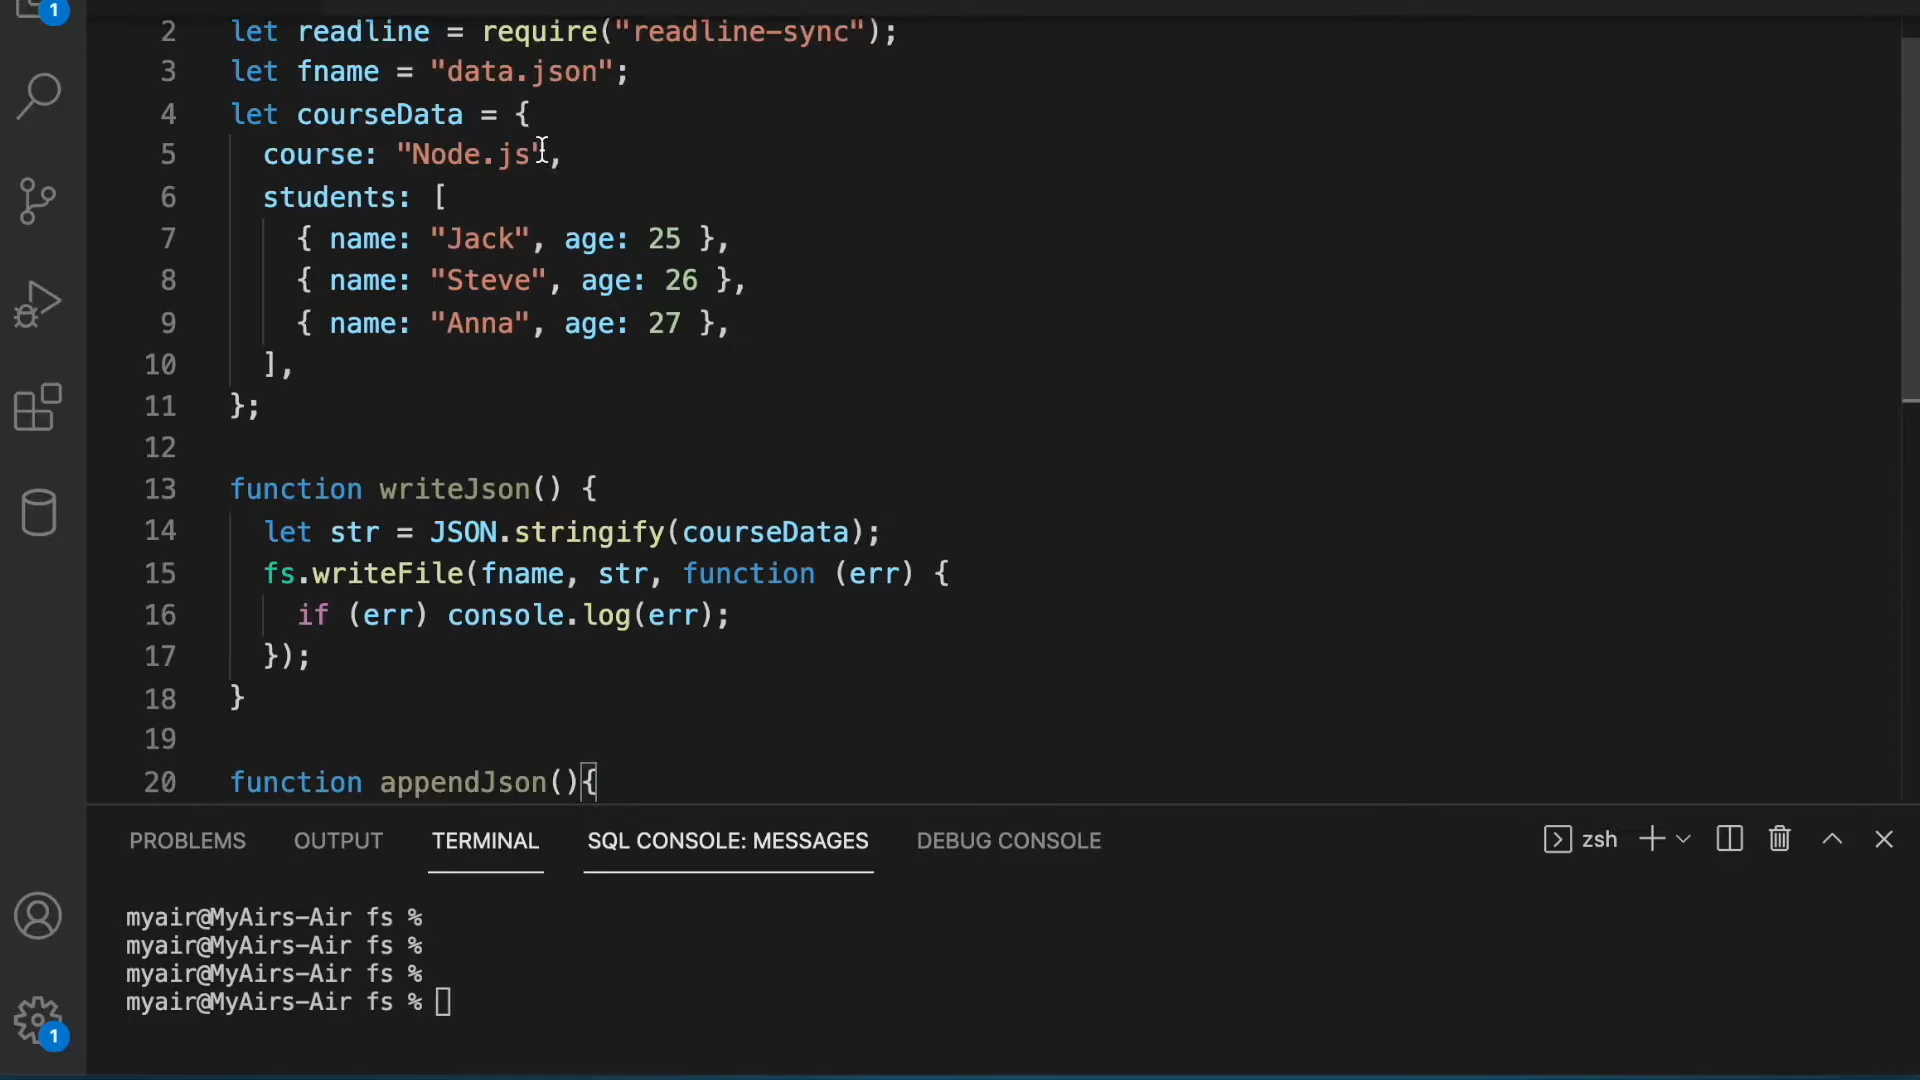 1
2 let readline = require("readline-sync");
3 let fname = "data.json";
4 let courseData = {
5 course: "Node.js",
6 students: [
7 { name: "Jack", age: 25 },
8 { name: "Steve", age: 26 },
9 { name: "Anna", age: 27 },
10 ],
11 };
12
13 function writeJson() {
14 let str = JSON.stringify(courseData);
15 fs.writeFile(fname, str, function (err) {
16 if (err) console.log(err);
17 });
18 }
19
20 function appendJson(){
PROBLEMS OUTPUT TERMINAL SQL CONSOLE: MESSAGES DEBUG CONSOLE zsh
myair@MyAirs-Air fs %
myair@MyAirs-Air fs %
myair@MyAirs-Air fs %
myair@MyAirs-Air fs %
1